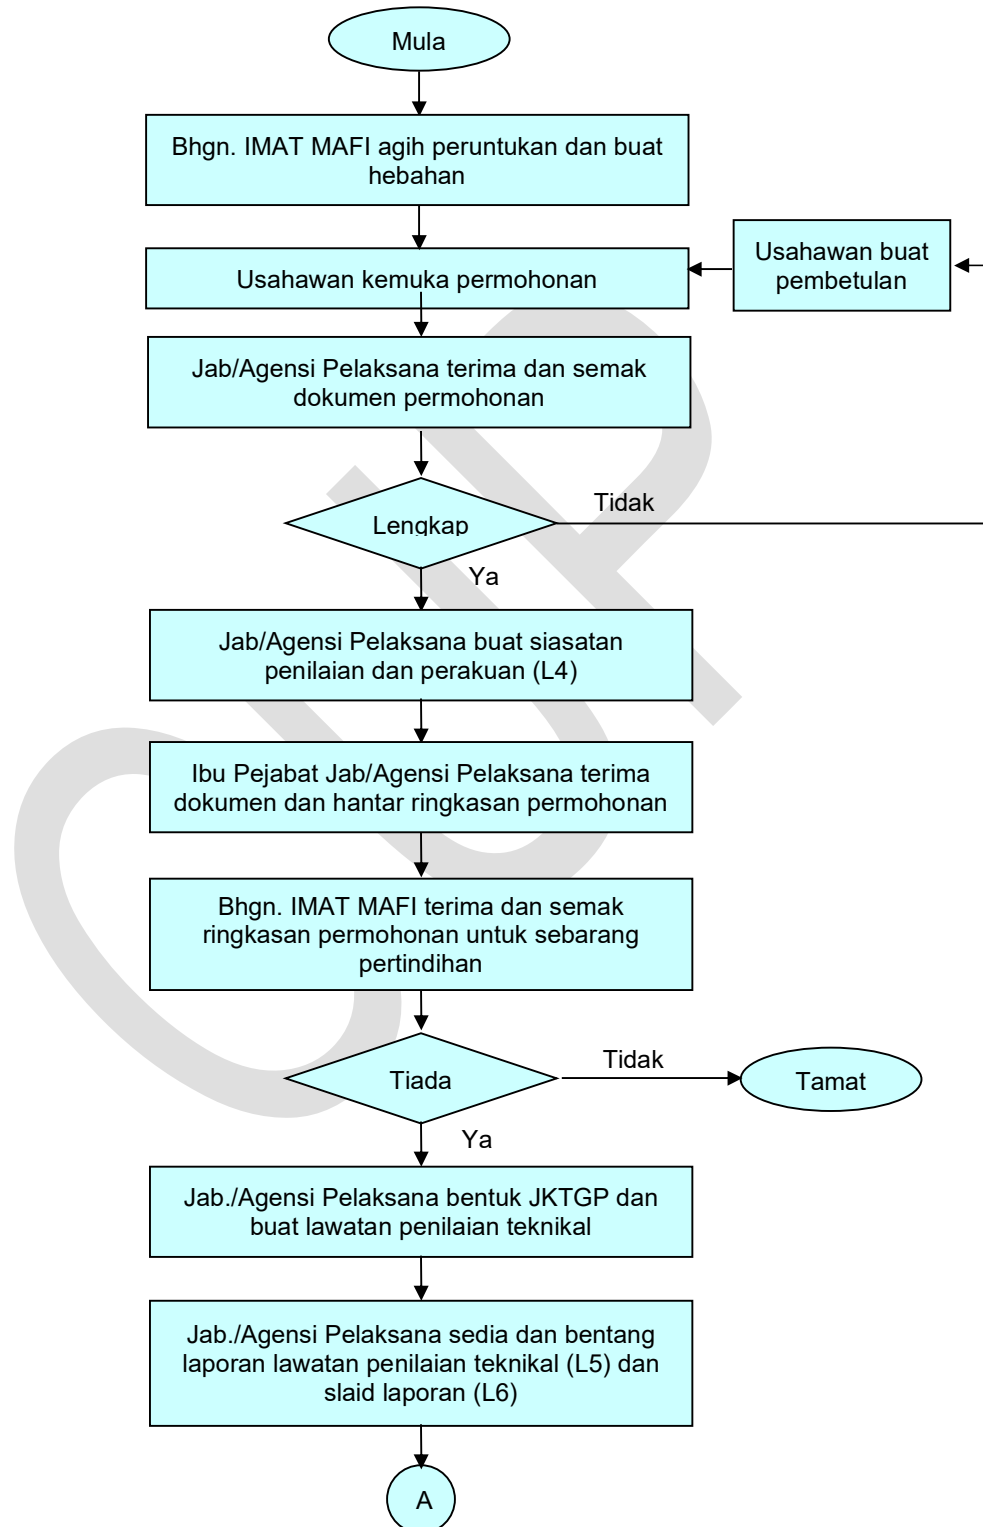 Mula
Bhgn. IMAT MAFI agih peruntukan dan buat
hebahan
Usahawan buat
pembetulan
Usahawan kemuka permohonan
Jab/Agensi Pelaksana terima dan semak
dokumen permohonan
Tidak
Lengkap
Ya
Jab/Agensi Pelaksana buat siasatan
penilaian dan perakuan (L4)
Ibu Pejabat Jab/Agensi Pelaksana terima
dokumen dan hantar ringkasan permohonan
Bhgn. IMAT MAFI terima dan semak
ringkasan permohonan untuk sebarang
pertindihan
Tidak
Tiada
Tamat
Ya
Jab./Agensi Pelaksana bentuk JKTGP dan
buat lawatan penilaian teknikal
Jab./Agensi Pelaksana sedia dan bentang
laporan lawatan penilaian teknikal (L5) dan
slaid laporan (L6)
A